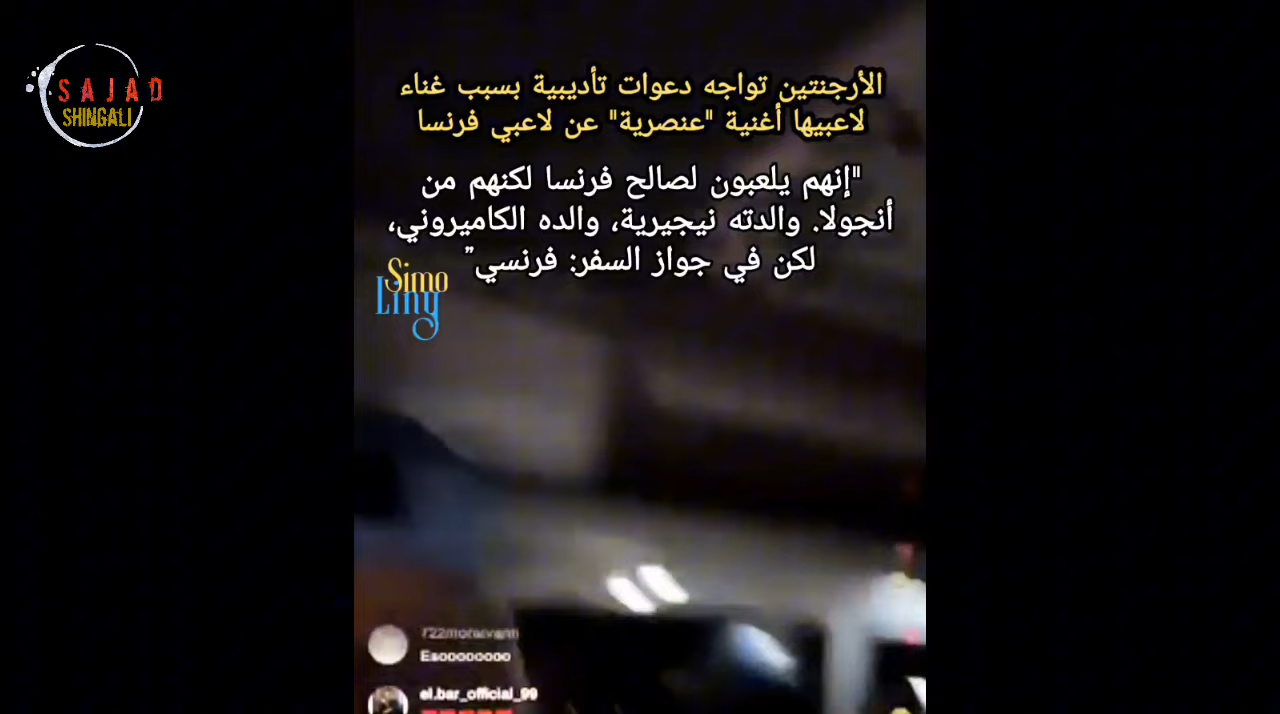 SAJAD
SHINGALI
الأرجنتين تواجه دعوات تأديبية بسبب غناء
لاعبيها أغنية "عنصرية" عن لاعبي فرنسا
"إنهم يلعبون لصالح فرنسا لكنهم من
أنجولا. والدته نيجيرية، والده الكاميروني،
لكن في جواز السفر: فرنسي”
Simo
Liny
Esooooooooo
el.bar_official_99